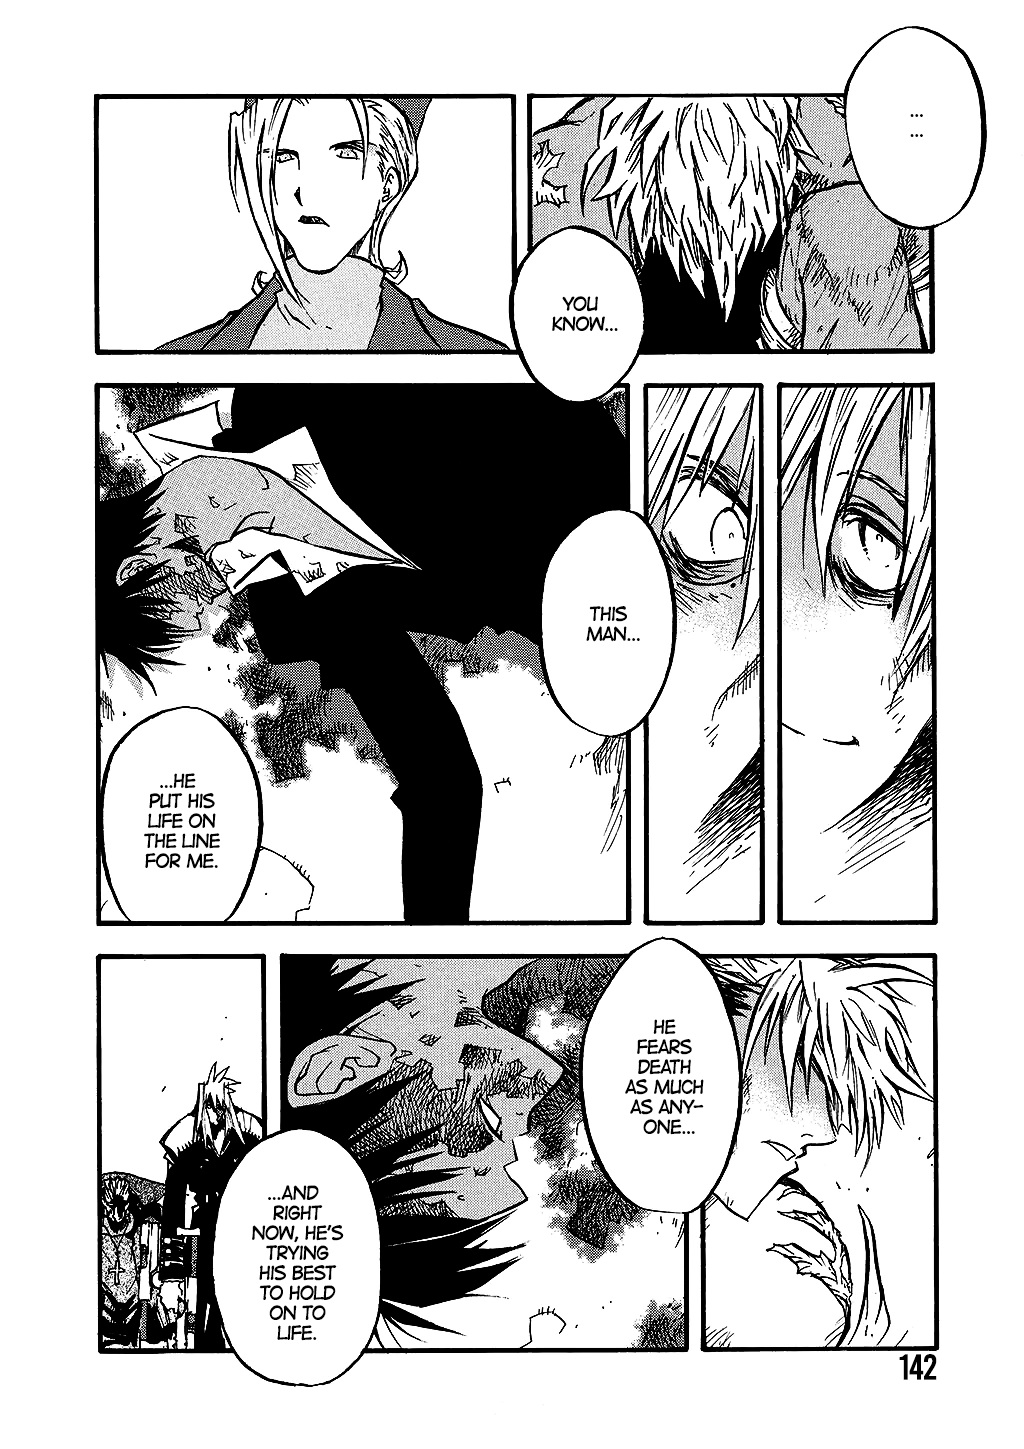 ...
...
YOU
KNOW...
THIS
MAN...
...HE
PUT HIS
LIFE ON
THE LINE
FOR ME.
HE
FEARS
DEATH
AS MUCH
AS ANY-
ONE...
...AND
RIGHT
NOW, HE'S
TRYING
HIS BEST
TO HOLD
ON TO
LIFE.
142